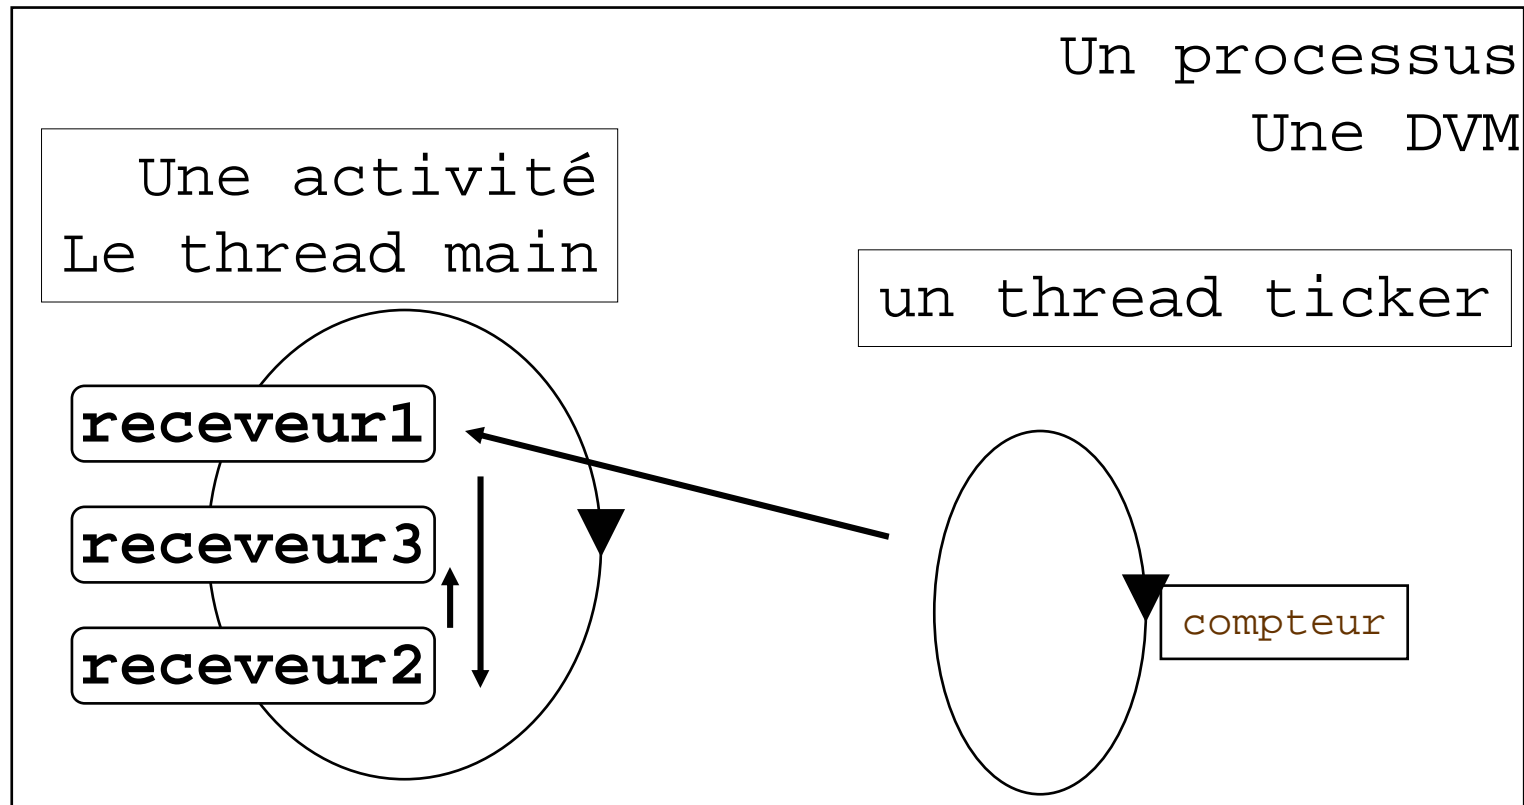 Un processus
Une DVM
Une activité
Le thread main
un thread ticker
receveur1
receveur3
receveur2
compteur